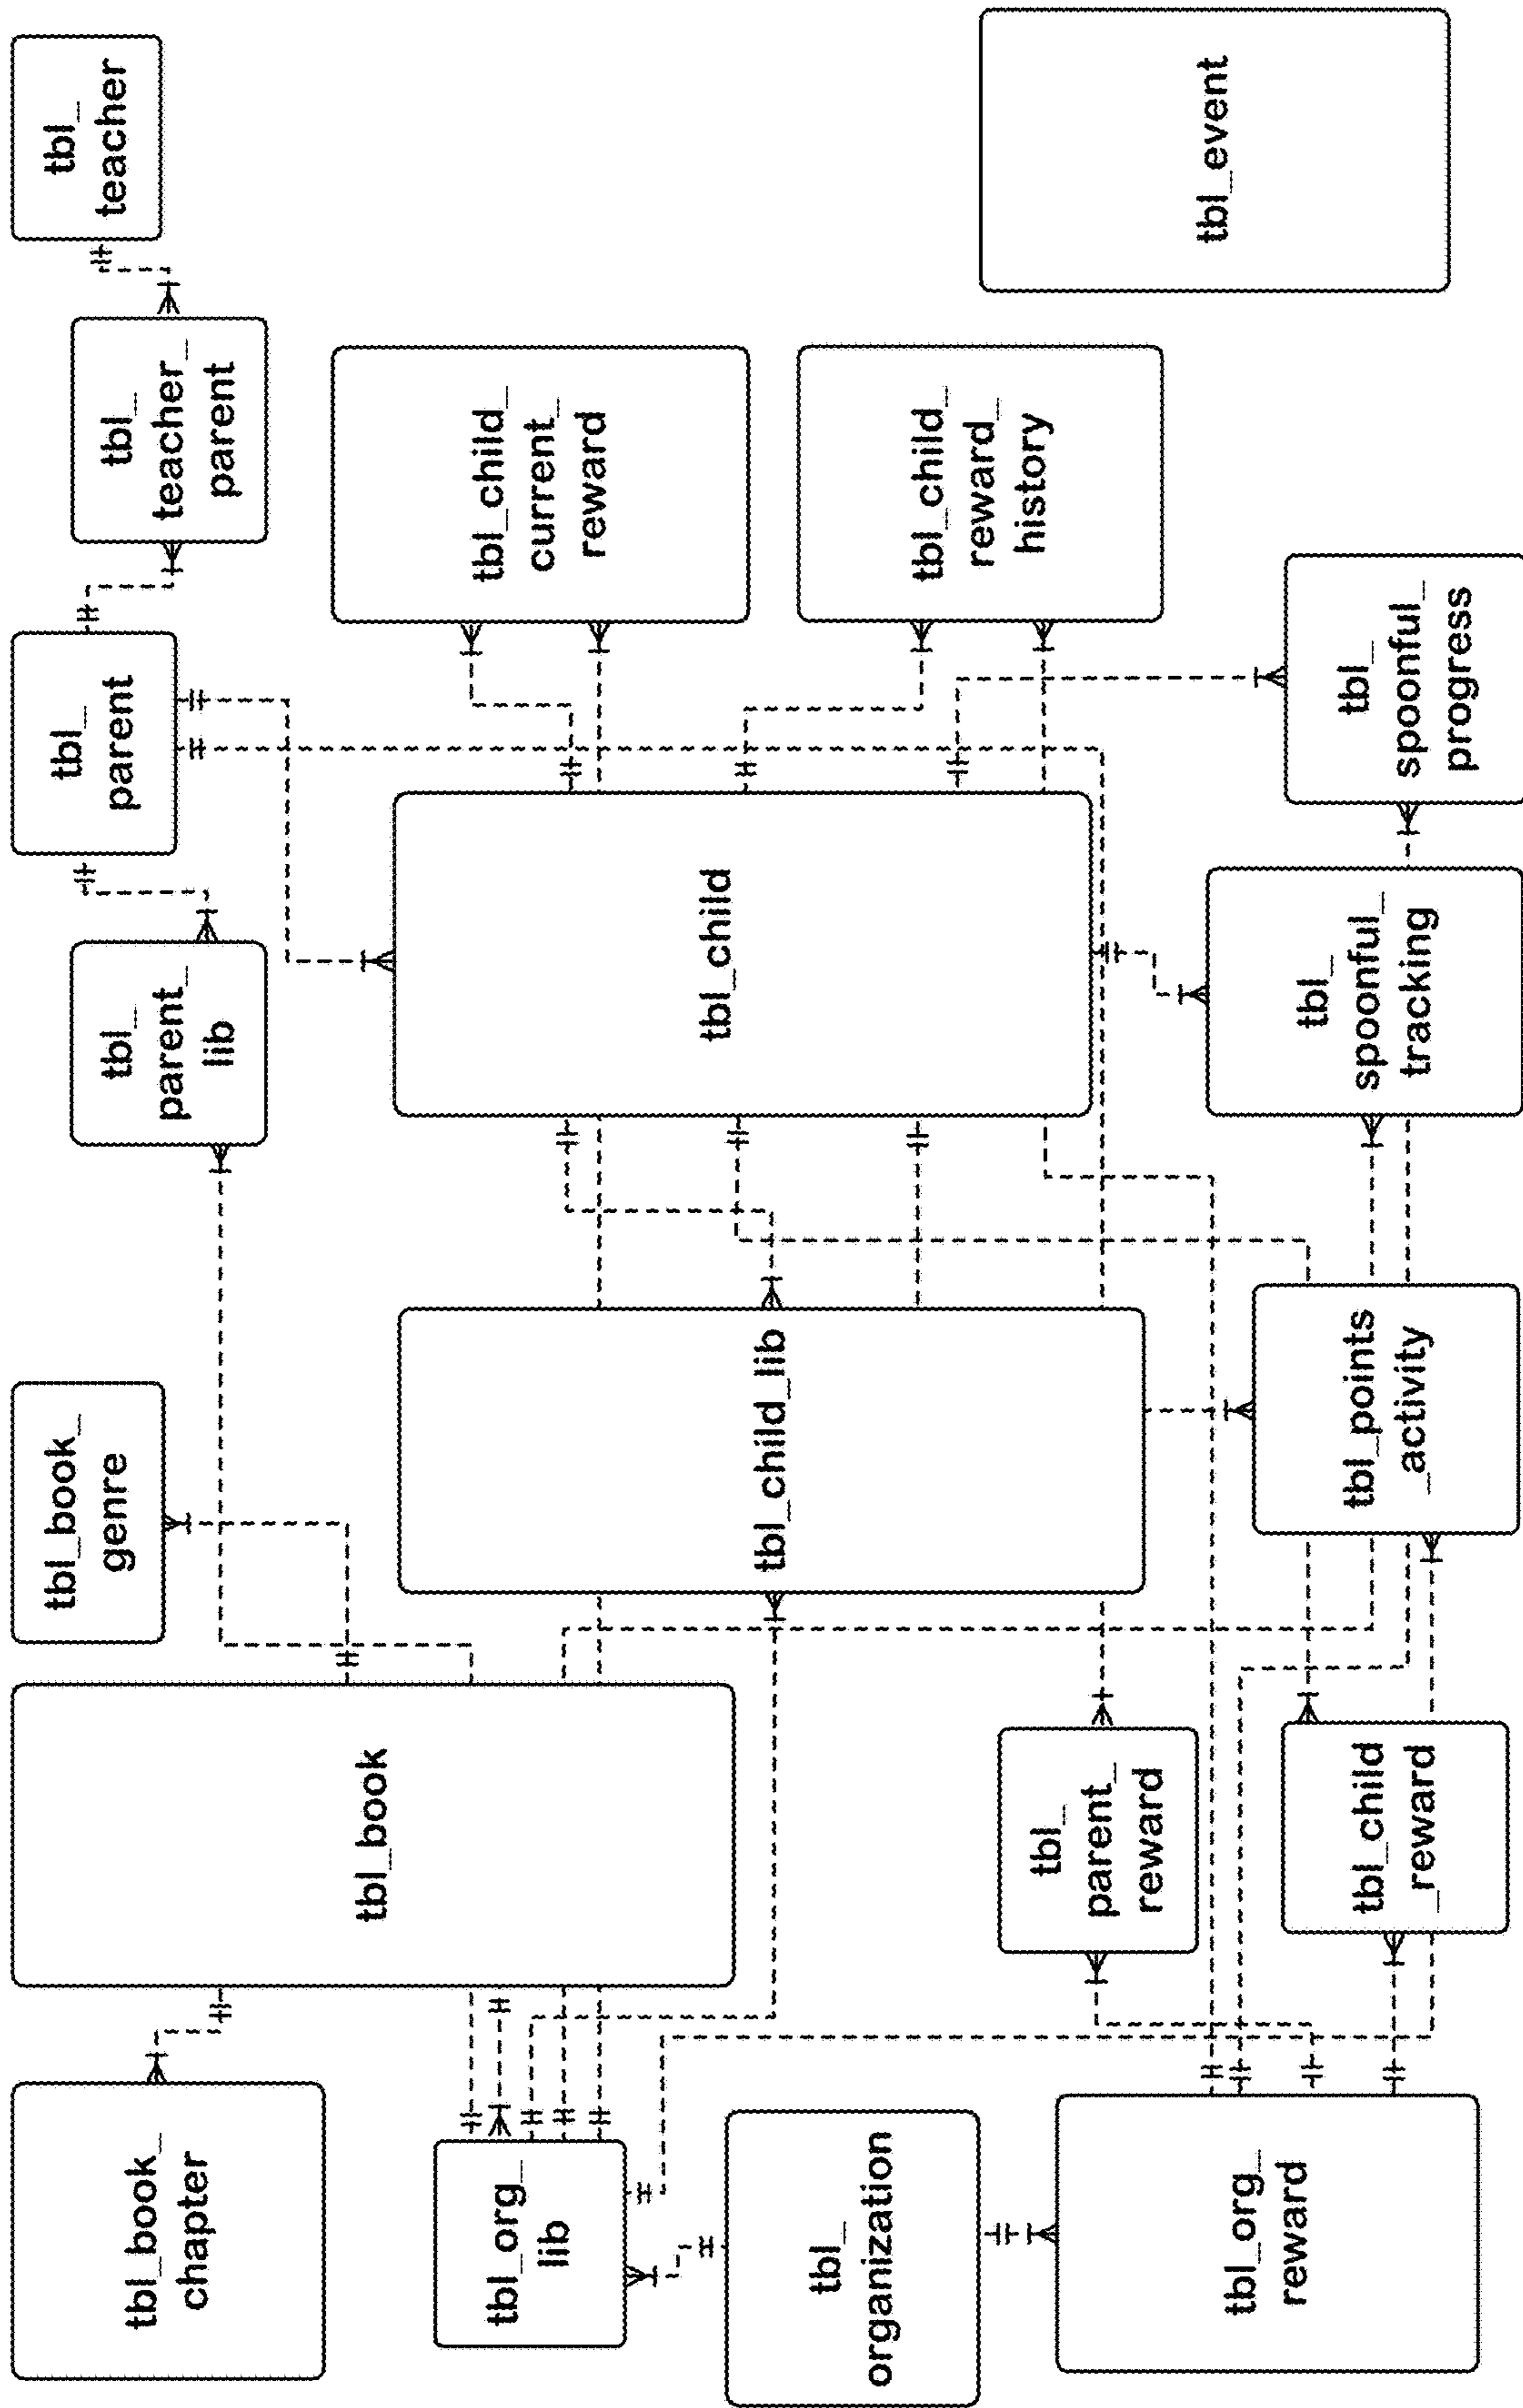 tbl_book_
chapter
tbl_org_
lib
tbl_
organization
tbl_org_
reward
tbl_book
tbl_
parent_
reward
tbl_child
_reward
tbl_book_
genre
tbl_child_lib
tbl_points
_activity
tbl_
parent_
lib
tbl_child
tbl_
spoonful_
tracking
tbl_
parent
tbl_
spoonful_
progress
tbl_
teacher_
parent
tbl_child_
current_
reward
tbl_child_
reward_
history
tbl_
teacher
tbl_event